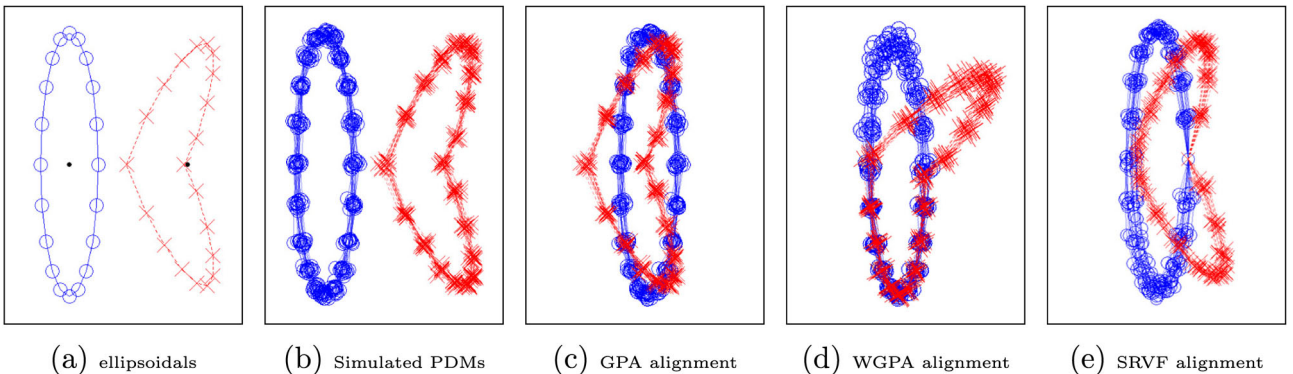 (a) ellipsoidals
(b) Simulated PDMs
(c) GPA alignment
(d) WGPA alignment
(e) SRVF alignment